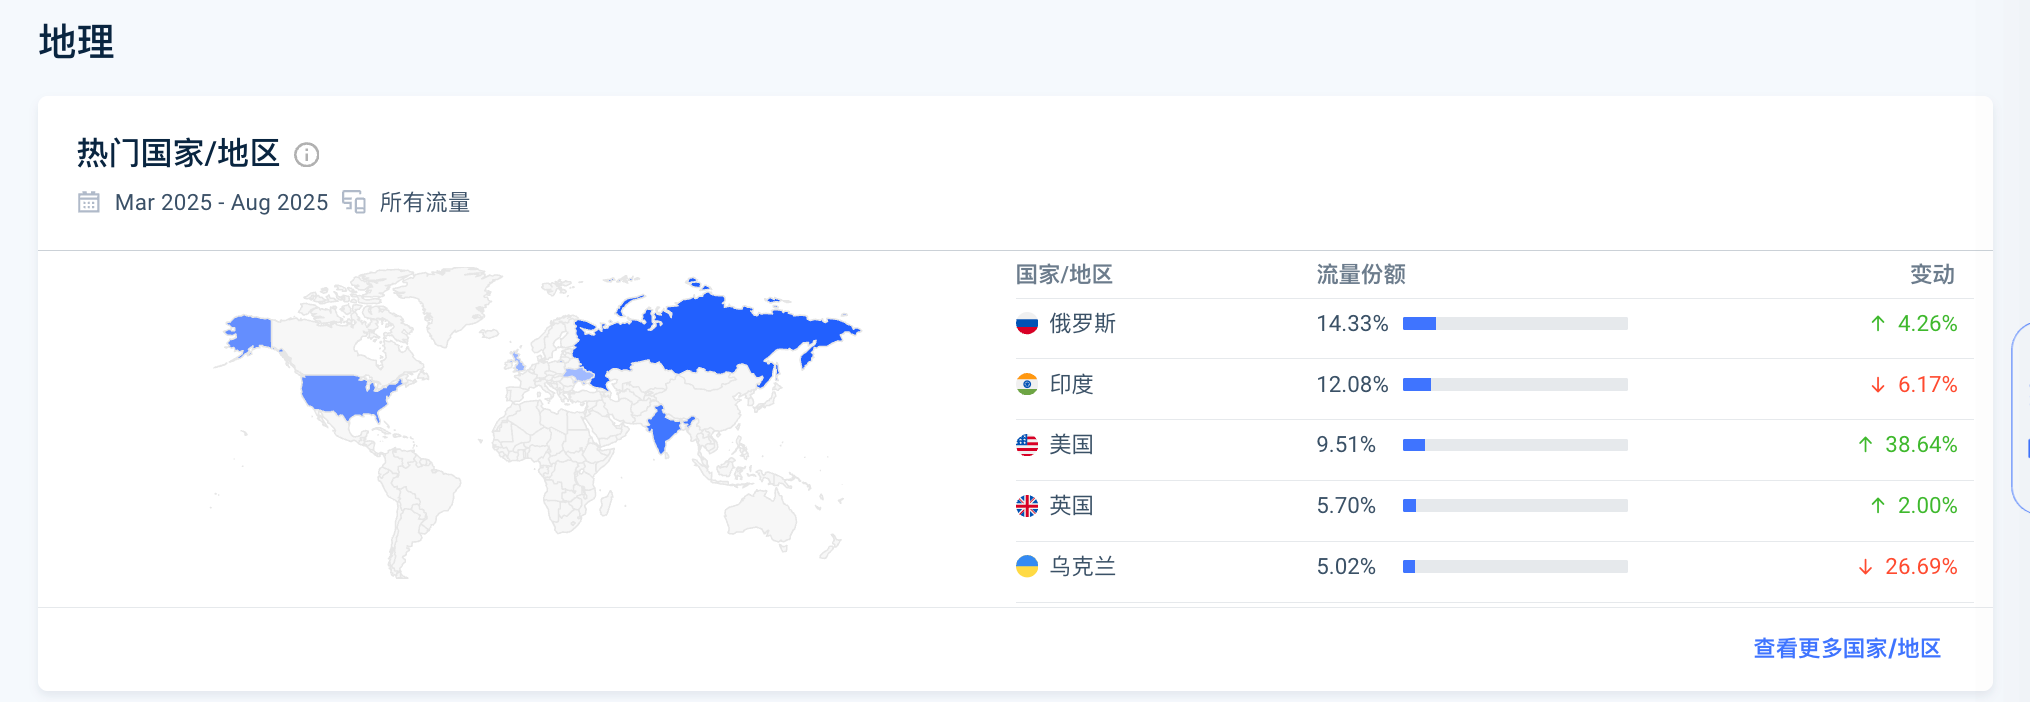 地理
热门国家/地区
Mar 2025 - Aug 2025 所有流量
国家/地区 流量份额 变动
俄罗斯 14.33% ↑ 4.26%
印度 12.08% ↓ 6.17%
美国 9.51% ↑ 38.64%
英国 5.70% ↑ 2.00%
乌克兰 5.02% ↓ 26.69%
查看更多国家/地区